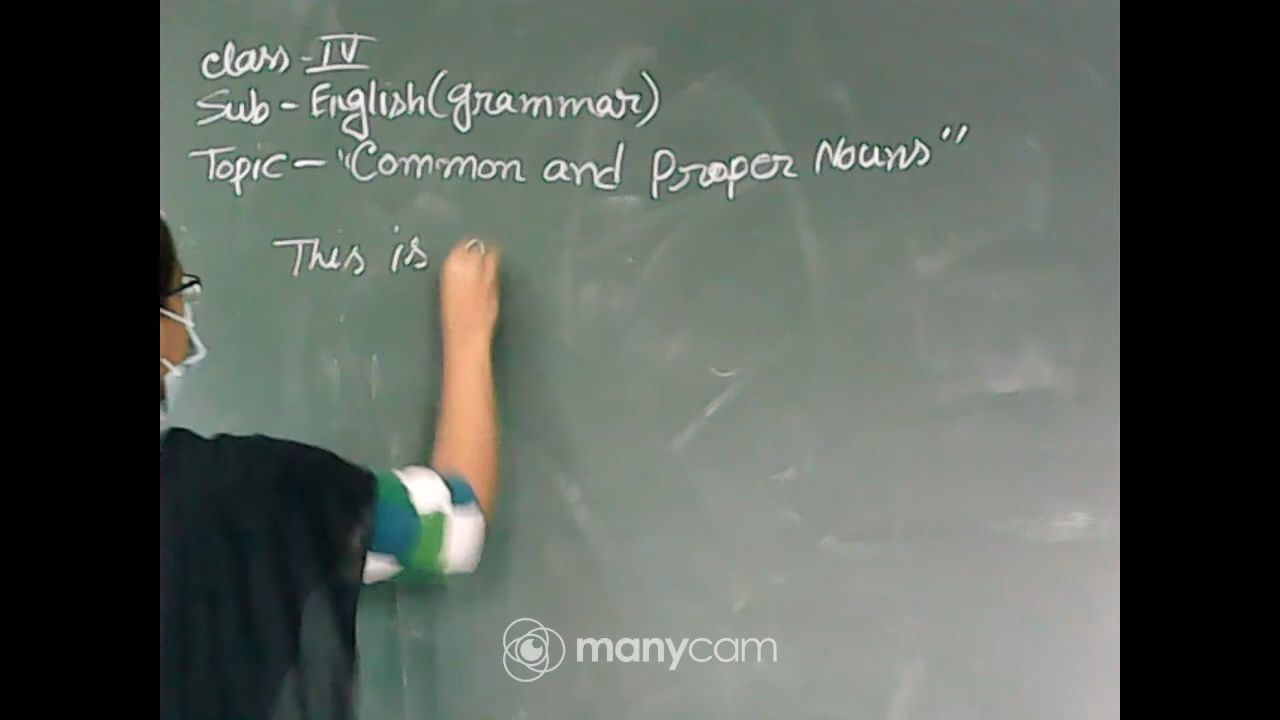 class - IV
Sub - English (grammar)
Topic - "Common and Proper Nouns"
This is
manycam